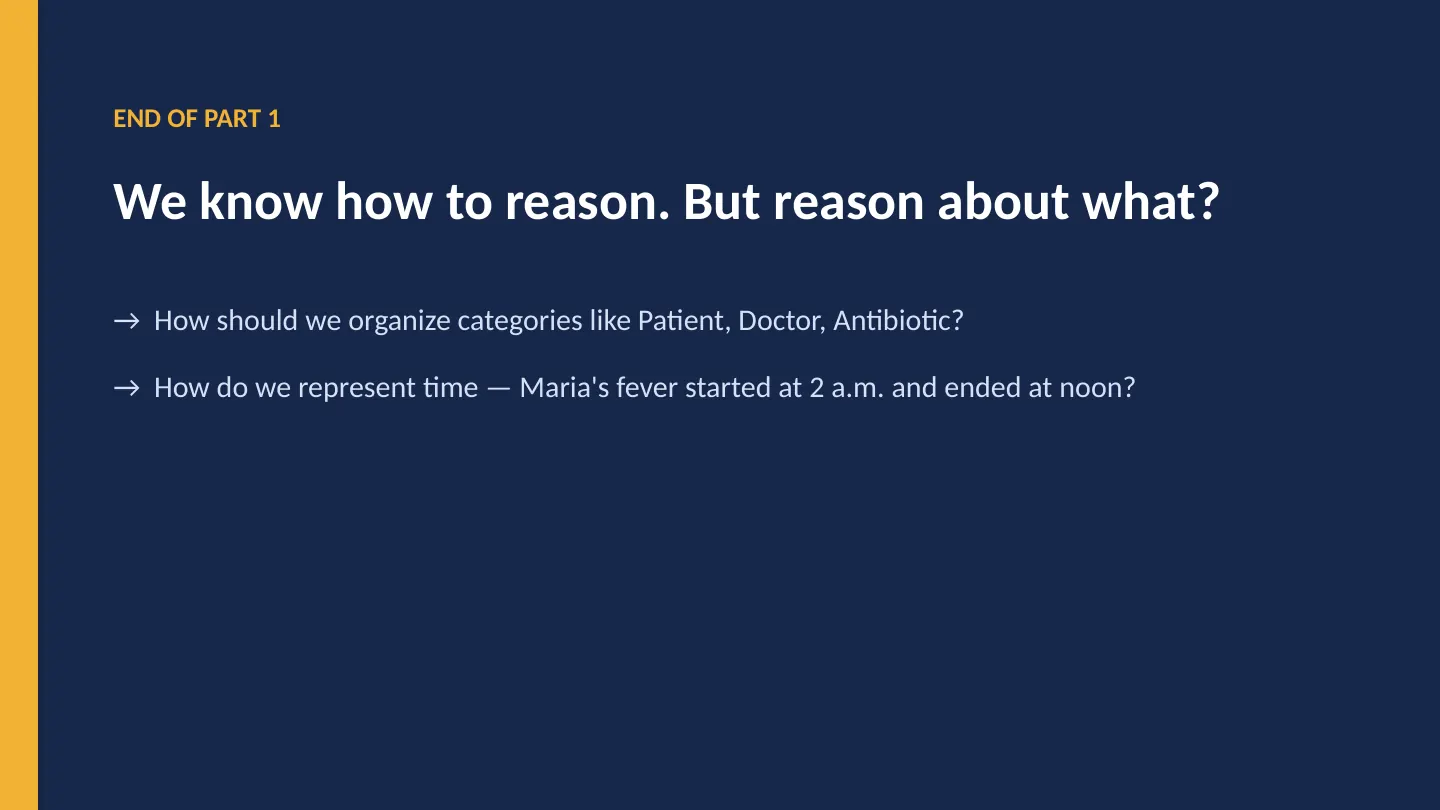 END OF PART 1
We know how to reason. But reason about what?
→ How should we organize categories like Patient, Doctor, Antibiotic?
→ How do we represent time — Maria's fever started at 2 a.m. and ended at noon?